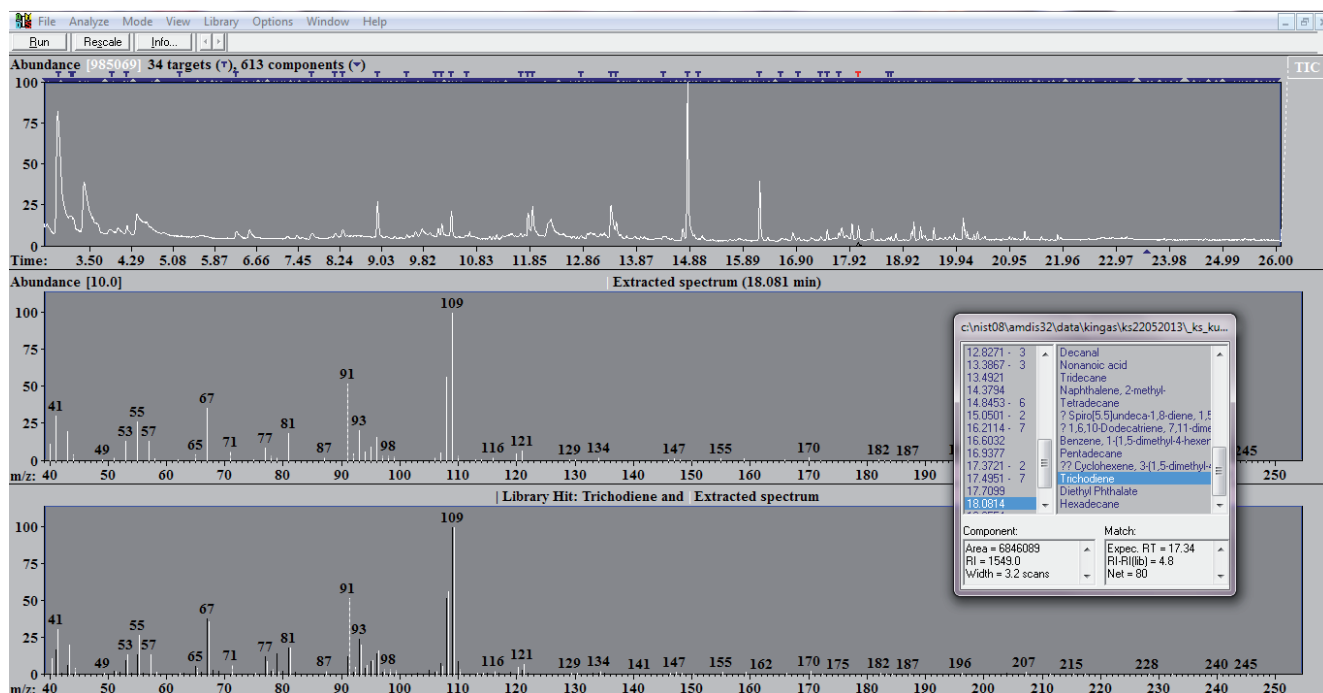 File Analyze Mode View Library Options Window Help
Run Rescale Info...
Abundance [985069] 34 targets (T), 613 components (▼)
TIC
100
75
50
25
0
Time: 3.50 4.29 5.08 5.87 6.66 7.45 8.24 9.03 9.82 10.83 11.85 12.86 13.87 14.88 15.89 16.90 17.92 18.92 19.94 20.95 21.96 22.97 23.98 24.99 26.00
Abundance [10.0] Extracted spectrum (18.081 min)
100
75
50
25
0
41 49 53 55 57 65 67 71 77 81 87 91 93 98 109 116 121 129 134 147 155 170 182 187 245
m/z: 40 50 60 70 80 90 100 110 120 130 140 150 160 170 180 190 250
c:\nist08\amdis32\data\kingas\ks22052013\_ks_ku...
12.8271 - 3 Decanal
13.3867 - 3 Nonanoic acid
13.4921 Tridecane
14.3794 Naphthalene, 2-methyl-
14.8453 - 6 Tetradecane
15.0501 - 2 ? Spiro[5.5]undeca-1,8-diene, 1,5
16.2114 - 7 ? 1,6,10-Dodecatriene, 7,11-dime
16.6032 Benzene, 1-(1,5-dimethyl-4-hexen
16.9377 Pentadecane
17.3721 - 2 ?? Cyclohexene, 3-(1,5-dimethyl-4
17.4951 - 7 Trichodiene
17.7099 Diethyl Phthalate
18.0814 Hexadecane
Component: Match:
Area = 6846089 Expec. RT = 17.34
RI = 1549.0 RI-RI(lib) = 4.8
Width = 3.2 scans Net = 80
Library Hit: Trichodiene and Extracted spectrum
100
75
50
25
0
41 49 53 55 57 65 67 71 77 81 87 91 93 98 109 116 121 129 134 141 147 155 162 170 175 182 187 196 207 215 228 240 245
m/z: 40 50 60 70 80 90 100 110 120 130 140 150 160 170 180 190 200 210 220 230 240 250